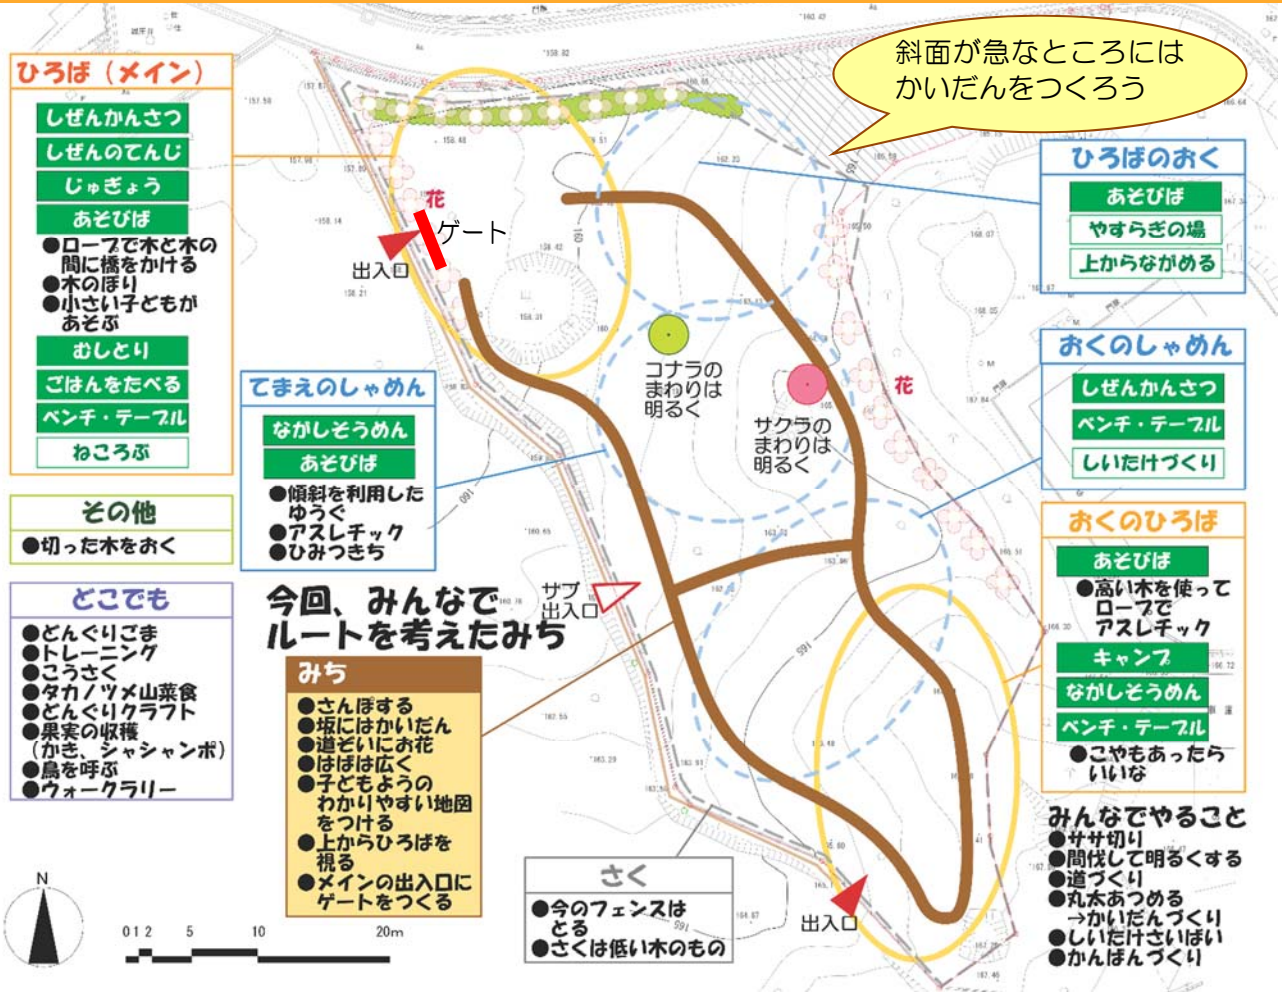 斜面が急なところには
かいだんをつくろう
ひろば（メイン）
しぜんかんさつ
しぜんのてんじ
じゅぎょう
あそびば
●ロープで木と木の
間に橋をかける
●木のぼり
●小さい子どもが
あそぶ
むしとり
ごはんをたべる
ベンチ・テーブル
ねころぶ
その他
●切った木をおく
どこでも
●どんぐりごま
●トレーニング
●こうさく
●タカノツメ山菜食
●どんぐりクラフト
●果実の収穫
（かき、シャシャンポ）
●鳥を呼ぶ
●ウォークラリー
花
ゲート
出入口
てまえのしゃめん
ながしそうめん
あそびば
●傾斜を利用した
ゆうぐ
●アスレチック
●ひみつきち
コナラの
まわりは
明るく
サクラの
まわりは
明るく
花
サブ
出入口
今回、みんなで
ルートを考えたみち
みち
●さんぽする
●坂にはかいだん
●道ぞいにお花
●はばは広く
●子どもようの
わかりやすい地図
をつける
●上からひろばを
視る
●メインの出入口に
ゲートをつくる
さく
●今のフェンスは
とる
●さくは低い木のもの
出入口
ひろばのおく
あそびば
やすらぎの場
上からながめる
おくのしゃめん
しぜんかんさつ
ベンチ・テーブル
しいたけづくり
おくのひろば
あそびば
●高い木を使って
ロープで
アスレチック
キャンプ
ながしそうめん
ベンチ・テーブル
●こやもあったら
いいな
みんなでやること
●ササ切り
●間伐して明るくする
●道づくり
●丸太あつめる
→かいだんづくり
●しいたけさいばい
●かんばんづくり
N
0 1 2 5 10 20m